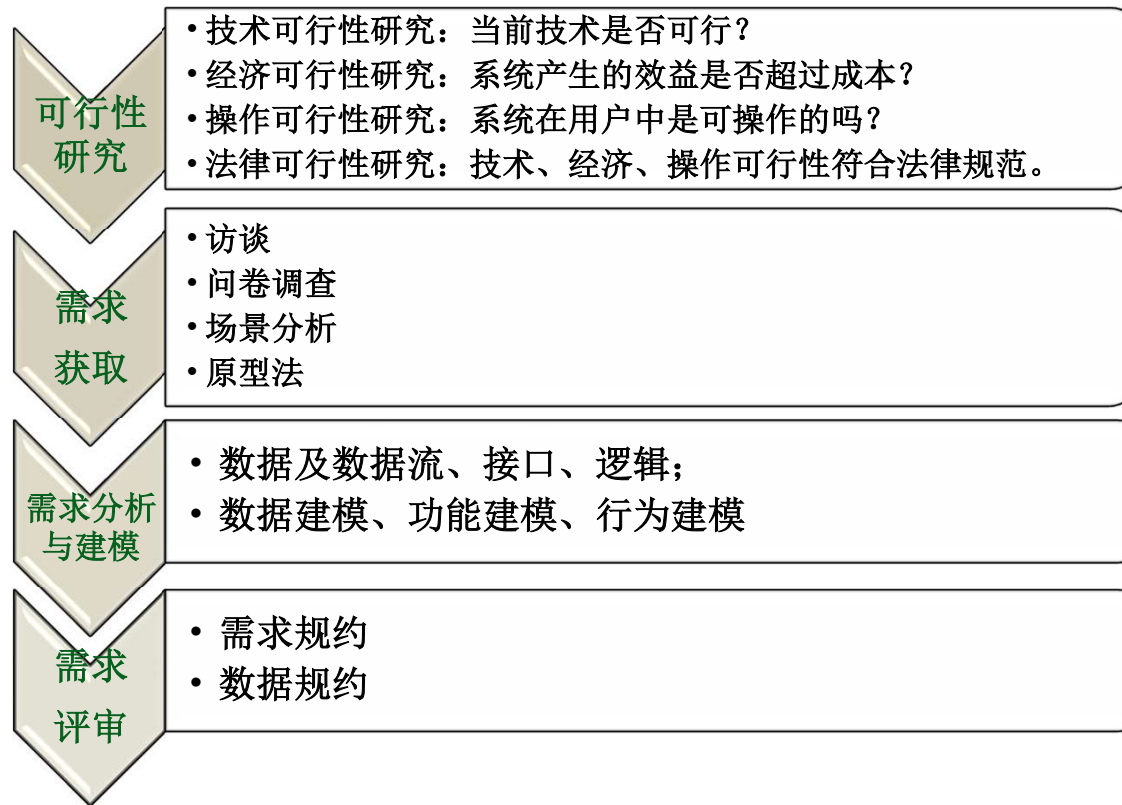 可行性
研究
• 技术可行性研究：当前技术是否可行？
• 经济可行性研究：系统产生的效益是否超过成本？
• 操作可行性研究：系统在用户中是可操作的吗？
• 法律可行性研究：技术、经济、操作可行性符合法律规范。
需求
获取
• 访谈
• 问卷调查
• 场景分析
• 原型法
需求分析
与建模
• 数据及数据流、接口、逻辑；
• 数据建模、功能建模、行为建模
需求
评审
• 需求规约
• 数据规约